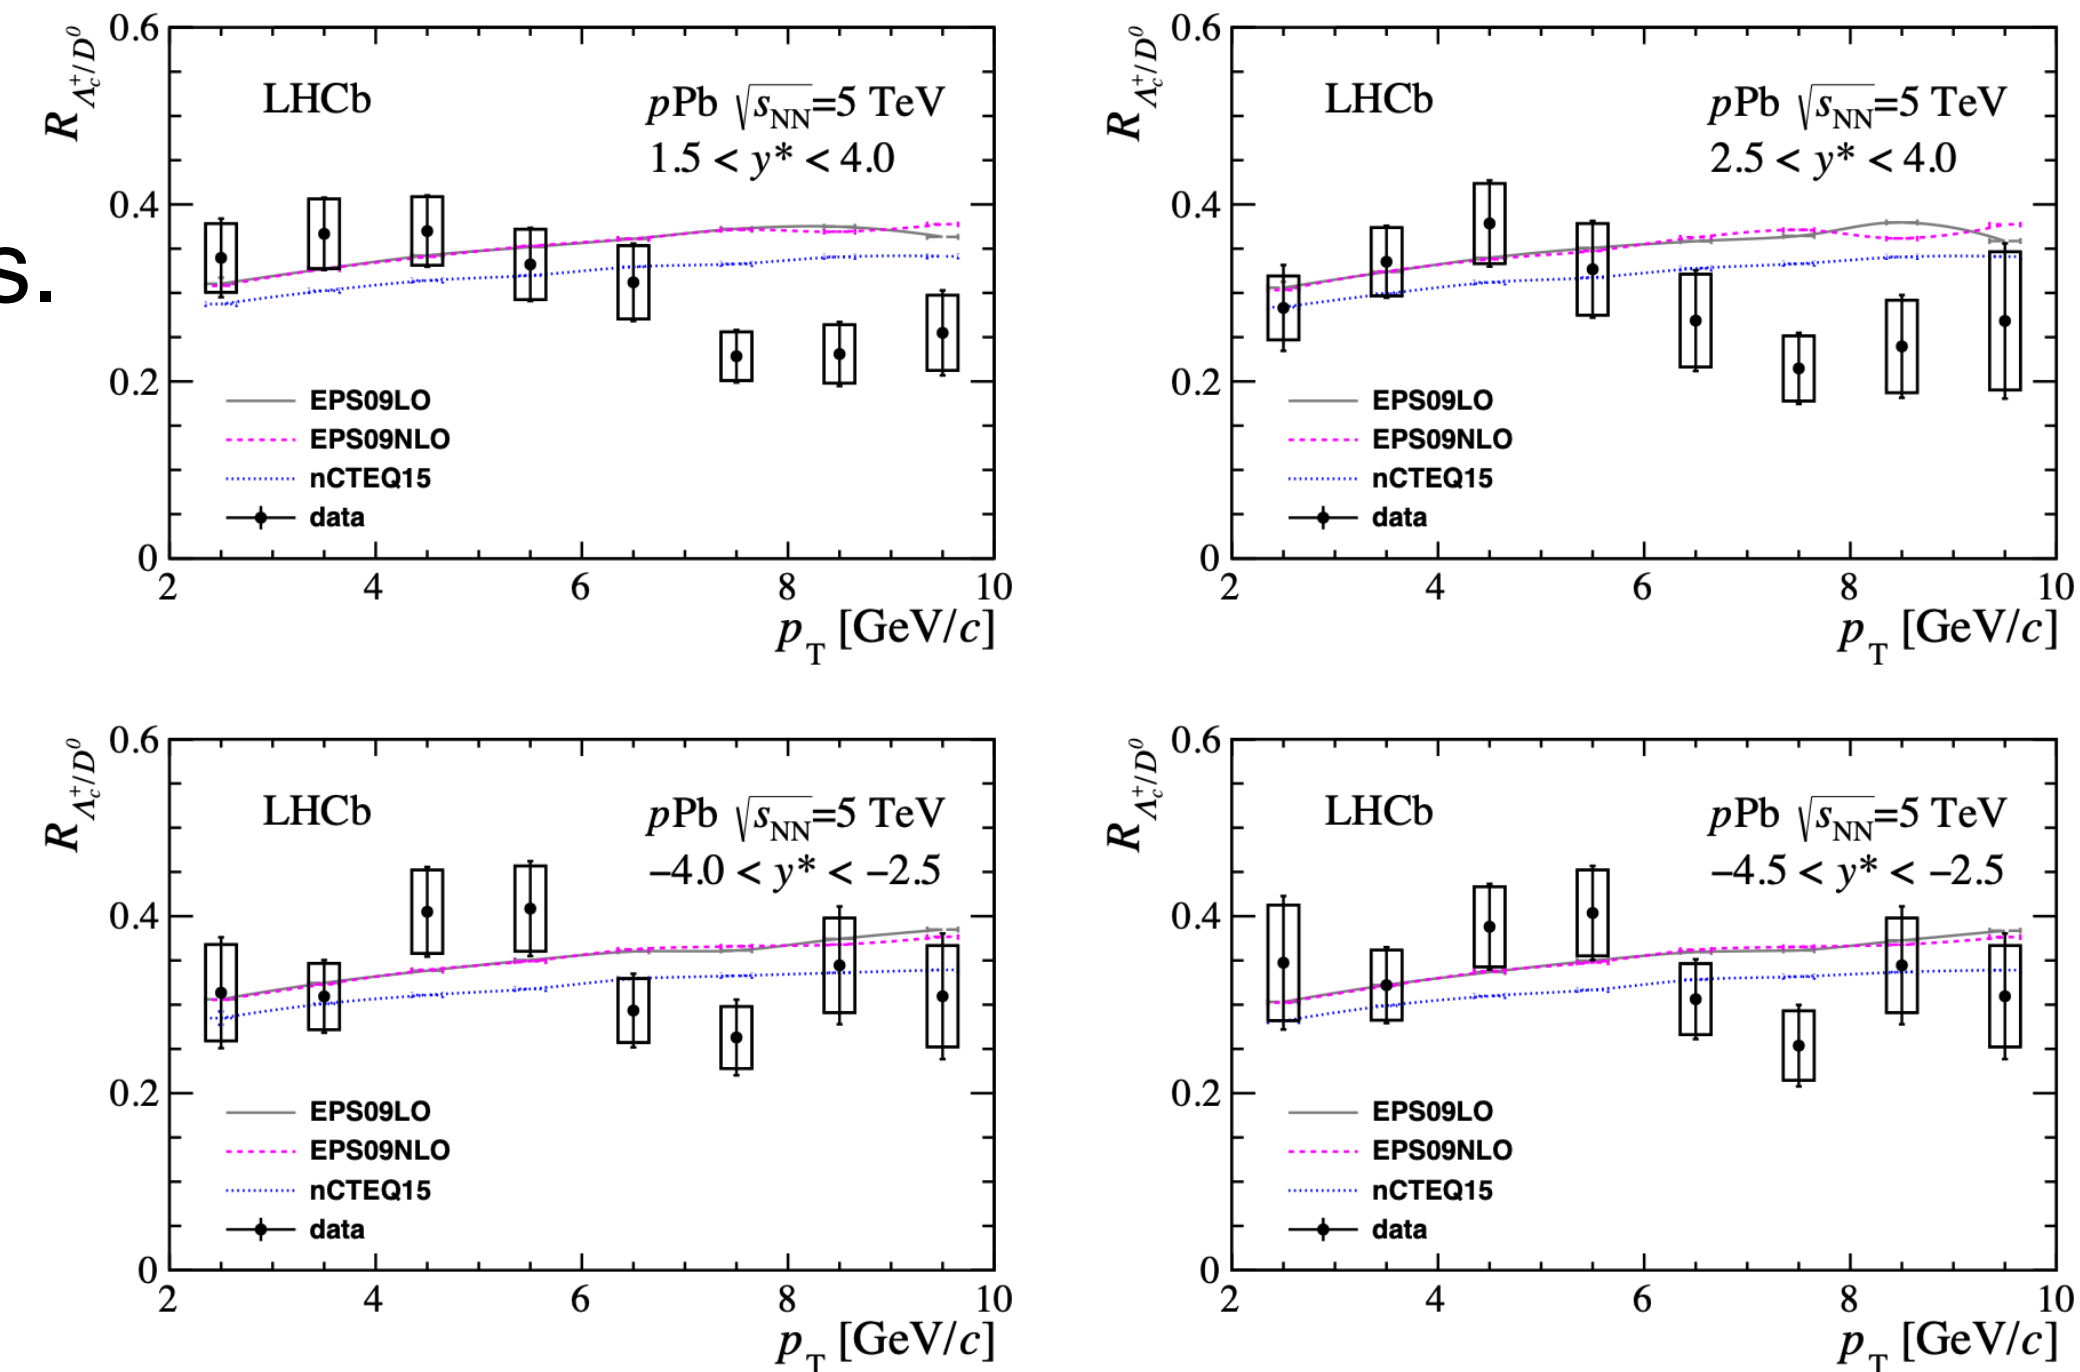 s.
0.6
0.4
0.2
0
R Λc+/D0
LHCb
pPb √sNN=5 TeV
1.5 < y* < 4.0
EPS09LO
EPS09NLO
nCTEQ15
data
2 4 6 8 10
pT [GeV/c]
0.6
0.4
0.2
0
R Λc+/D0
LHCb
pPb √sNN=5 TeV
2.5 < y* < 4.0
EPS09LO
EPS09NLO
nCTEQ15
data
2 4 6 8 10
pT [GeV/c]
0.6
0.4
0.2
0
R Λc+/D0
LHCb
pPb √sNN=5 TeV
−4.0 < y* < −2.5
EPS09LO
EPS09NLO
nCTEQ15
data
2 4 6 8 10
pT [GeV/c]
0.6
0.4
0.2
0
R Λc+/D0
LHCb
pPb √sNN=5 TeV
−4.5 < y* < −2.5
EPS09LO
EPS09NLO
nCTEQ15
data
2 4 6 8 10
pT [GeV/c]